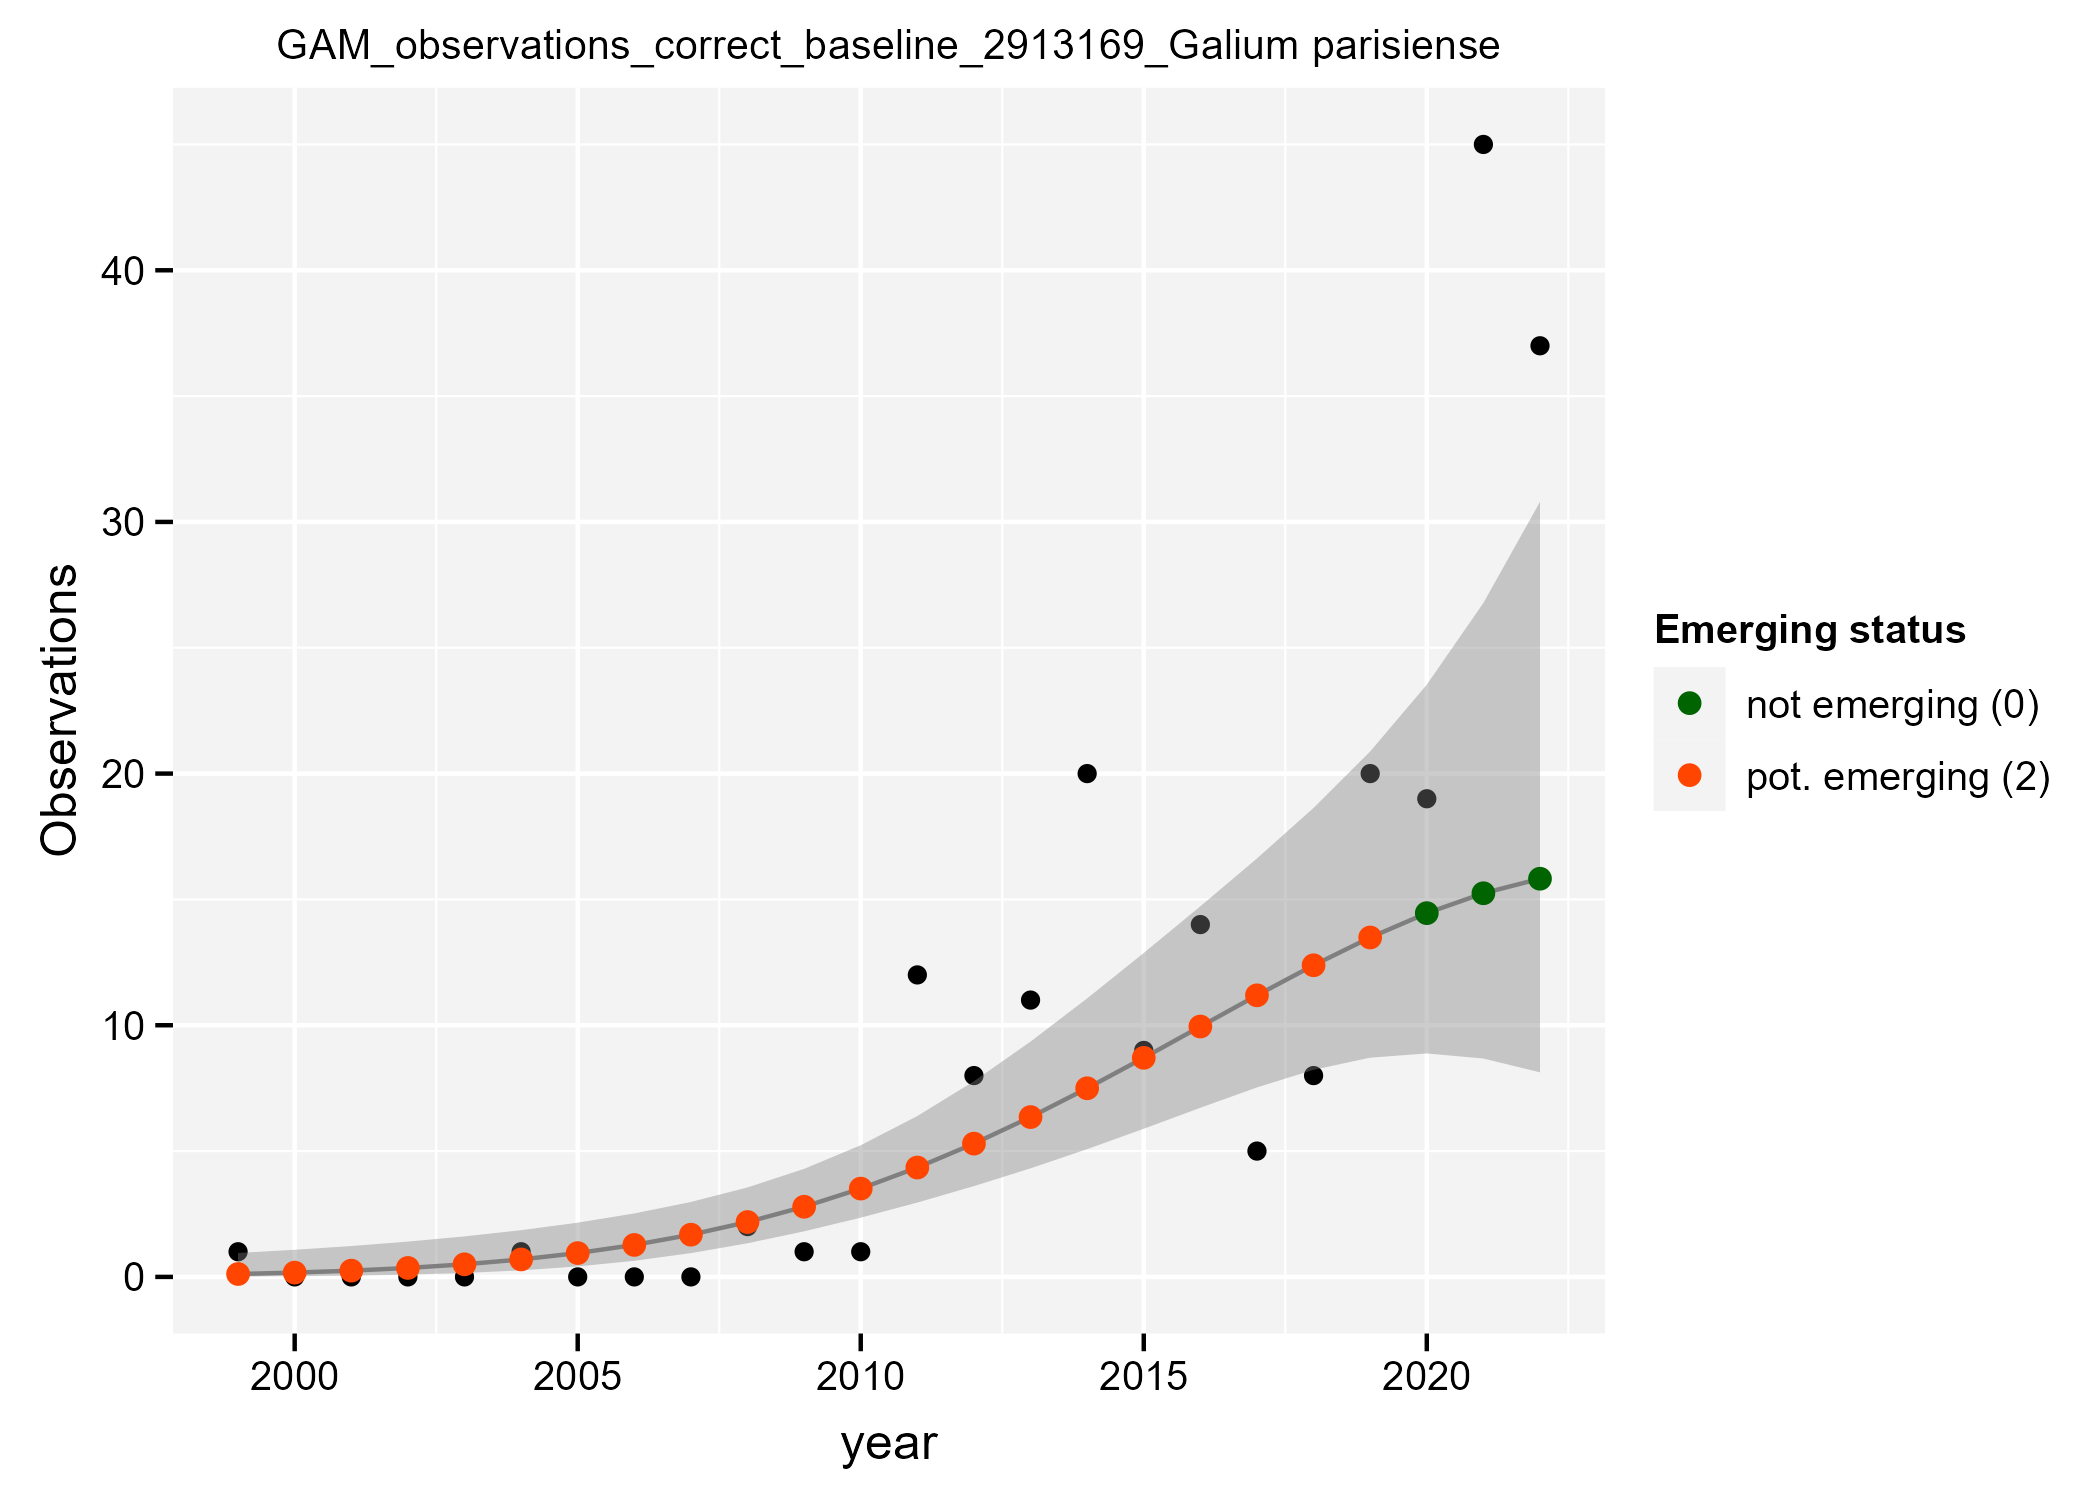 GAM_observations_correct_baseline_2913169_Galium parisiense
Observations
40
30
20
10
0
2000 2005 2010 2015 2020
year
Emerging status
not emerging (0)
pot. emerging (2)